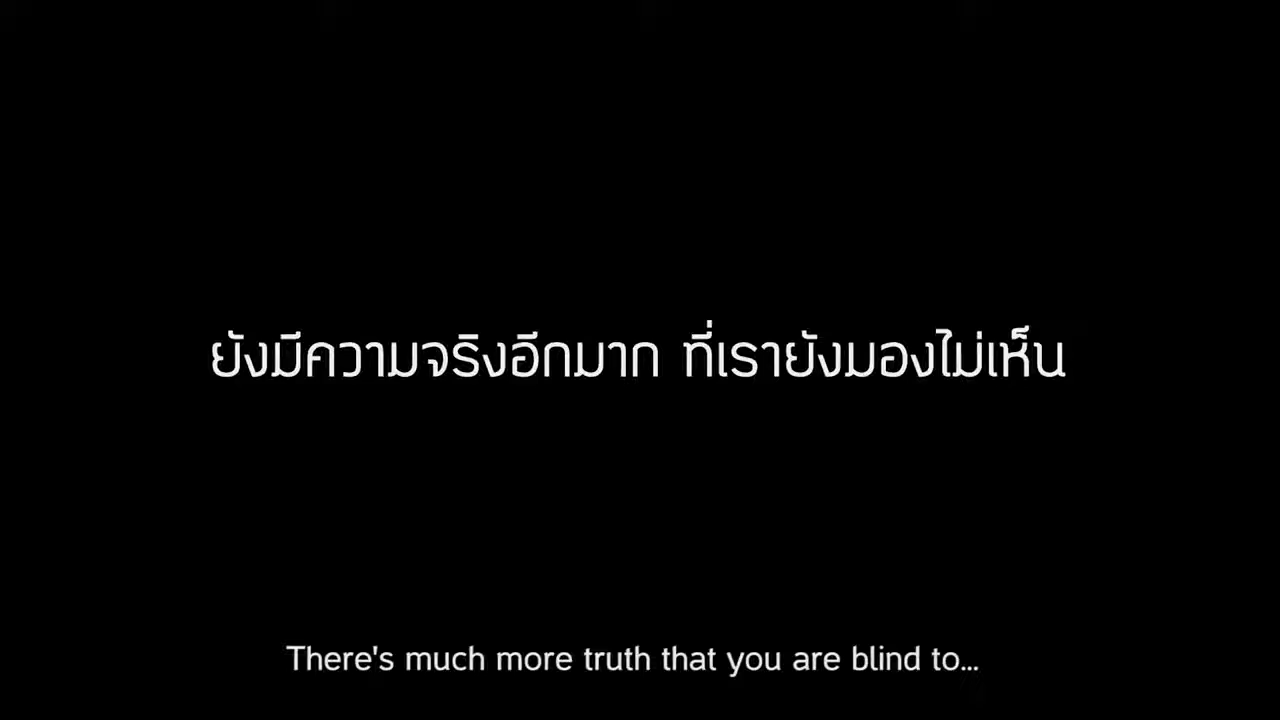 ยังมีความจริงอีกมาก ที่เรายังมองไม่เห็น
There's much more truth that you are blind to...